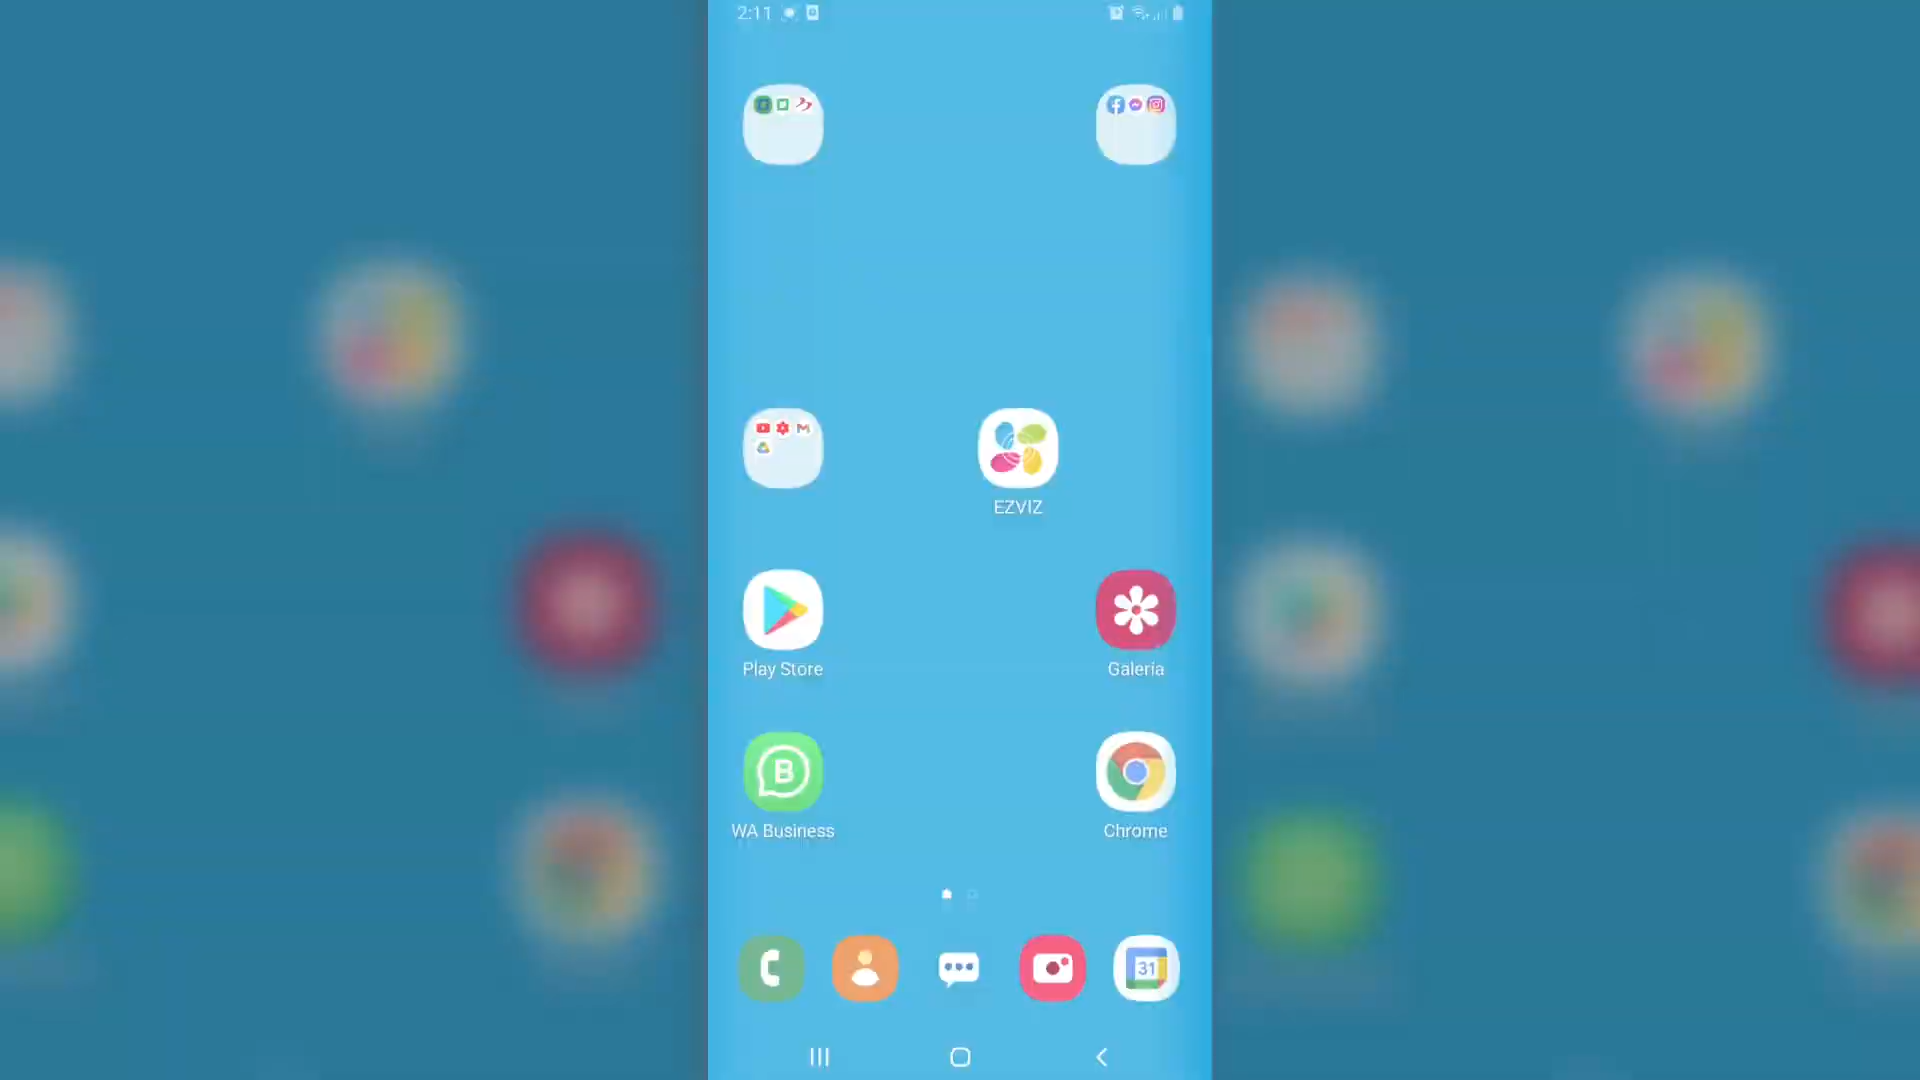 2:11
EZVIZ
Play Store
Galería
WA Business
Chrome
31